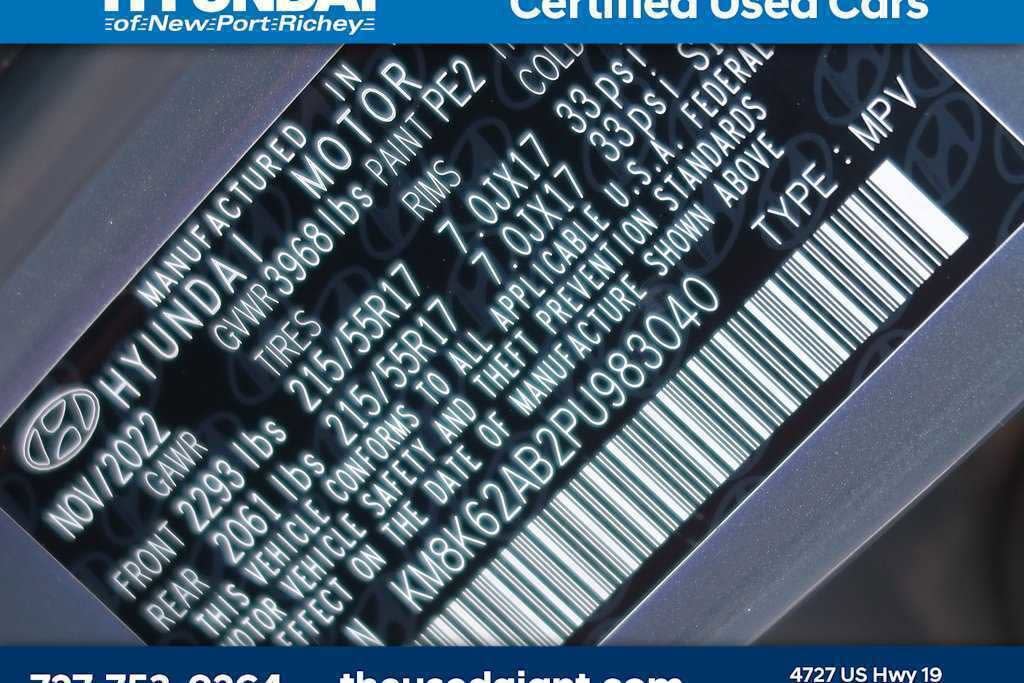 HYUNDAI
of New Port Richey
Certified Used Cars
MANUFACTURED IN
HYUNDAI MOTOR
NOV/2022 GVWR 3968 lbs PAINT PE2
GAWR TIRES RIMS COLD
FRONT 2293 lbs 215/55R17 7.0JX17 33psi
REAR 2061 lbs 215/55R17 7.0JX17 33psi
THIS VEHICLE CONFORMS TO ALL APPLICABLE U.S.A. FEDERAL
MOTOR VEHICLE SAFETY AND THEFT PREVENTION STANDARDS
EFFECT ON THE DATE OF MANUFACTURE SHOWN ABOVE
KM8K62AB2PU983040 TYPE: MPV
4727 US Hwy 19